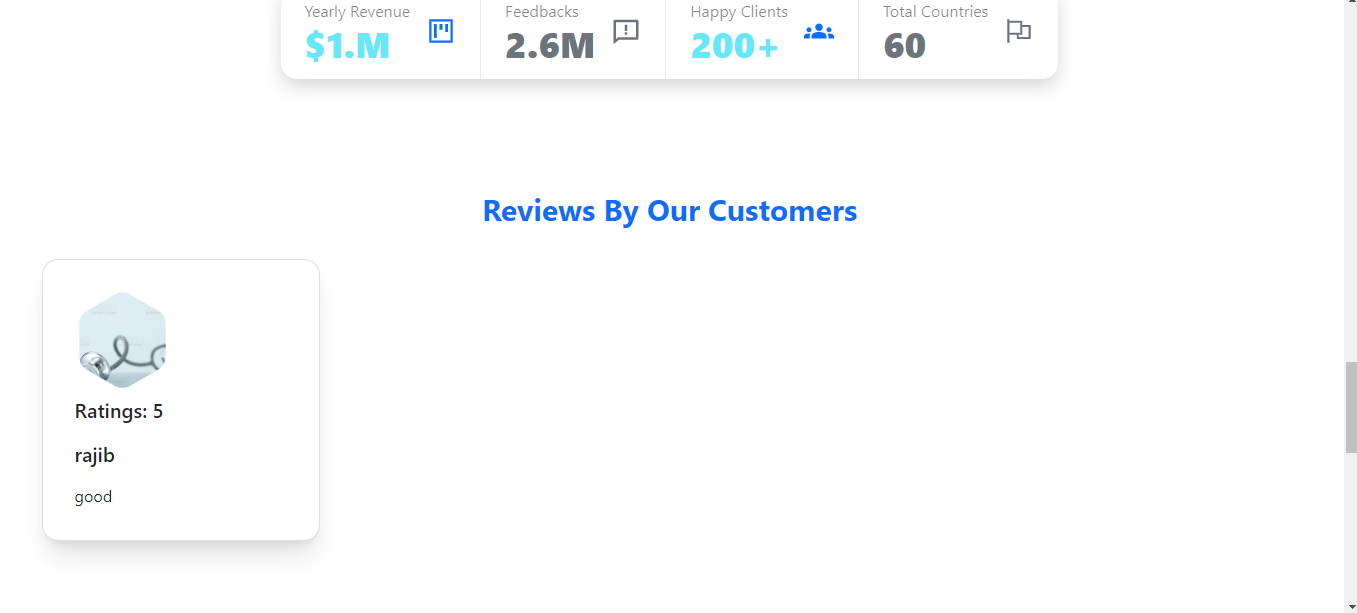 Yearly Revenue
$1.M
Feedbacks
2.6M
Happy Clients
200+
Total Countries
60
Reviews By Our Customers
Ratings: 5
rajib
good